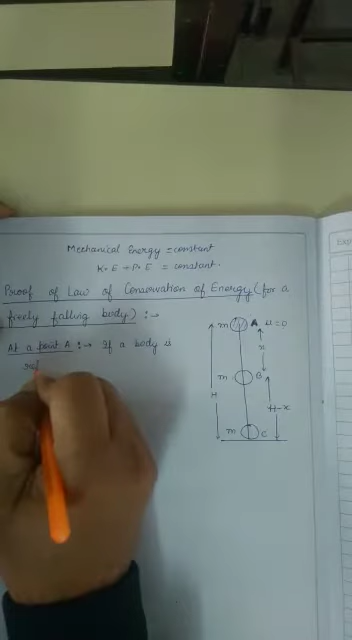 Mechanical Energy = constant
K.E + P.E = constant.
Proof of Law of Conservation of Energy (for a
freely falling body) :→
At a point A :→ If a body is
m A u=0
x
m B
H
H-x
m C
Exp